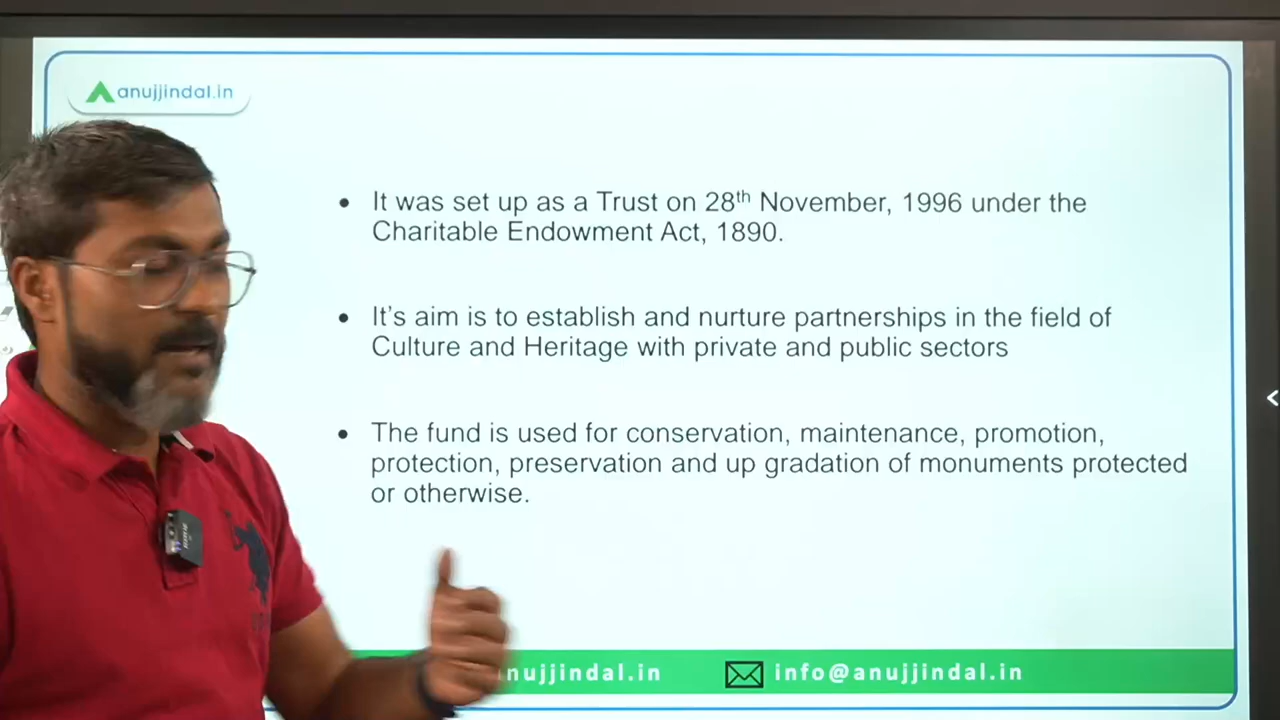 anujjindal.in
It was set up as a Trust on 28th November, 1996 under the
Charitable Endowment Act, 1890.
It's aim is to establish and nurture partnerships in the field of
Culture and Heritage with private and public sectors
The fund is used for conservation, maintenance, promotion,
protection, preservation and up gradation of monuments protected
or otherwise.
nujjindal.in info@anujjindal.in